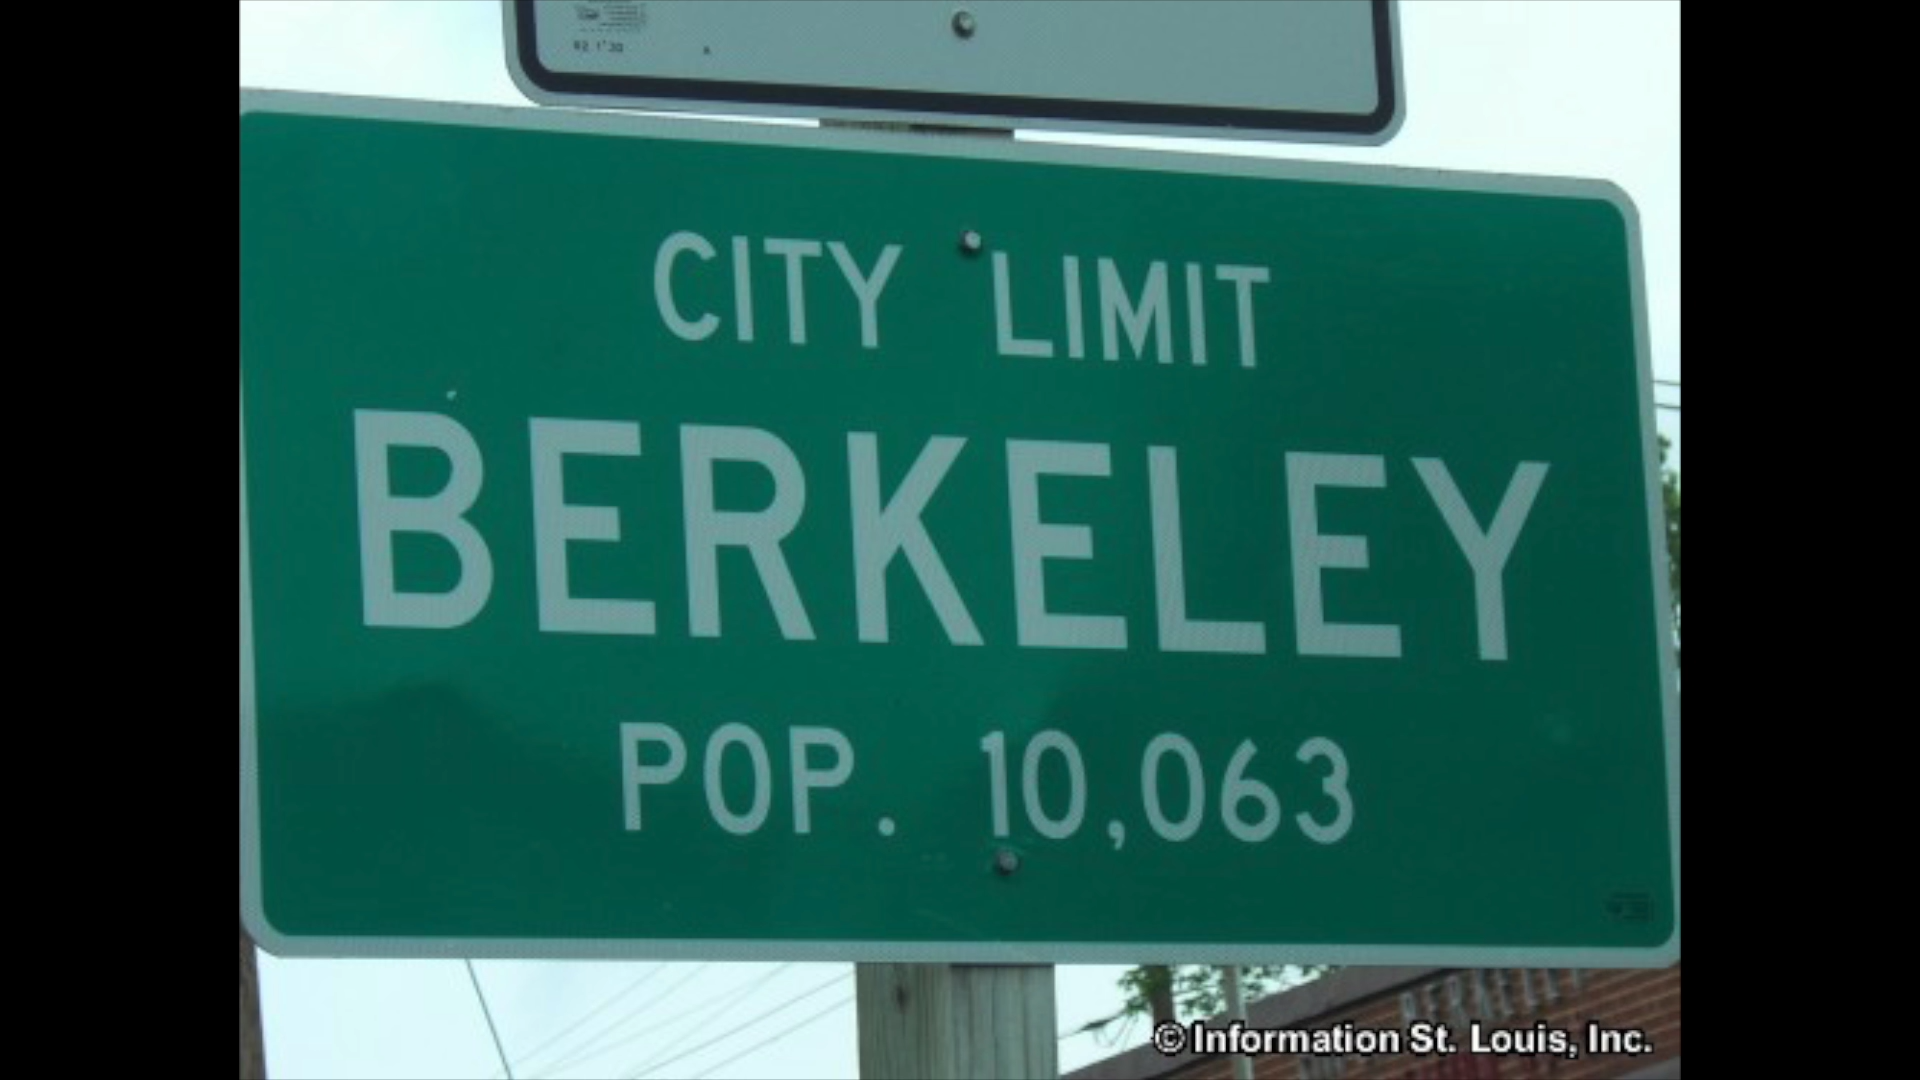 CITY LIMIT
BERKELEY
POP. 10,063
© Information St. Louis, Inc.